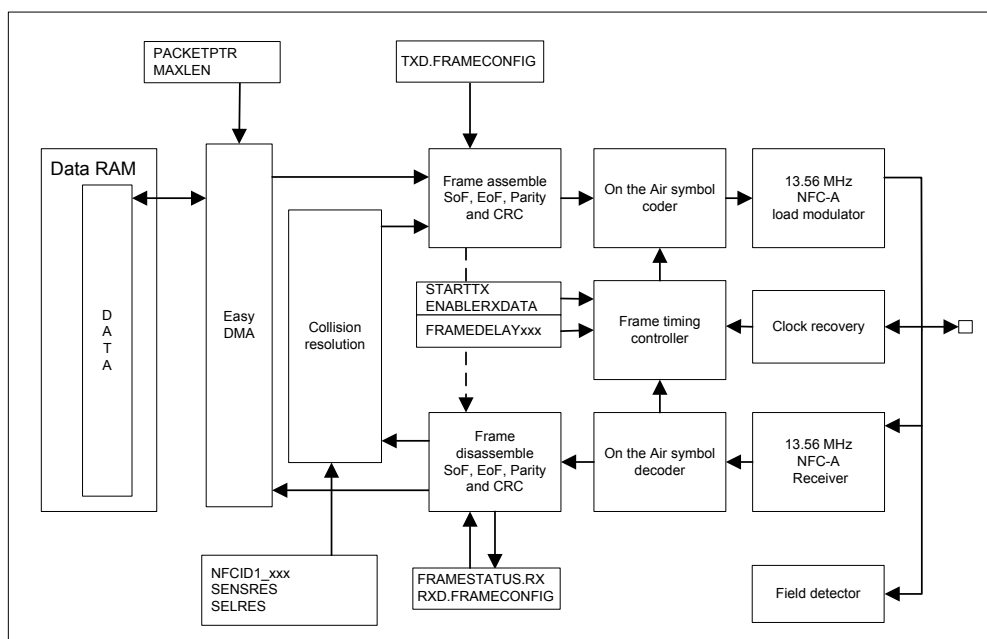 PACKETPTR
MAXLEN
TXD.FRAMECONFIG
Data RAM
D
A
T
A
Easy
DMA
Collision
resolution
Frame assemble
SoF, EoF, Parity
and CRC
On the Air symbol
coder
13.56 MHz
NFC-A
load modulator
STARTTX
ENABLERXDATA
FRAMEDELAYxxx
Frame timing
controller
Clock recovery
Frame
disassemble
SoF, EoF, Parity
and CRC
On the Air symbol
decoder
13.56 MHz
NFC-A
Receiver
NFCID1_xxx
SENSRES
SELRES
FRAMESTATUS.RX
RXD.FRAMECONFIG
Field detector